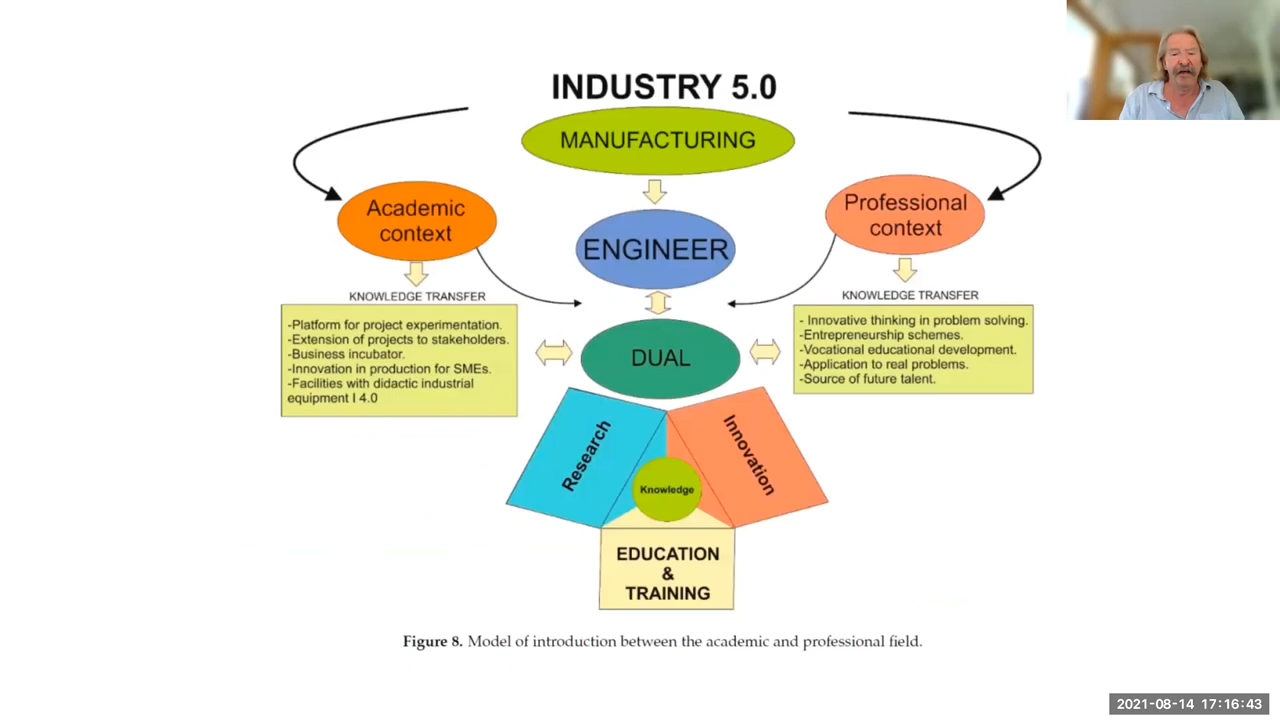 INDUSTRY 5.0
MANUFACTURING
Academic
context
Professional
context
ENGINEER
KNOWLEDGE TRANSFER
-Platform for project experimentation.
-Extension of projects to stakeholders.
-Business incubator.
-Innovation in production for SMEs.
-Facilities with didactic industrial
equipment I 4.0
KNOWLEDGE TRANSFER
- Innovative thinking in problem solving.
-Entrepreneurship schemes.
-Vocational educational development.
-Application to real problems.
-Source of future talent.
DUAL
Research
Innovation
Knowledge
EDUCATION
&
TRAINING
Figure 8. Model of introduction between the academic and professional field.
2021-08-14 17:16:43